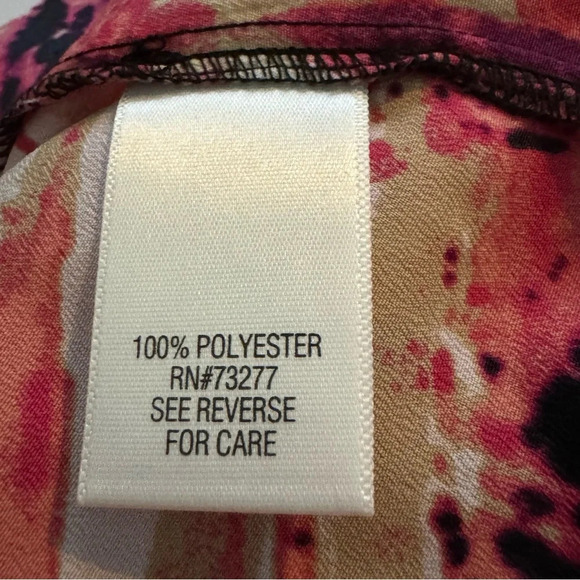 100% POLYESTER
RN#73277
SEE REVERSE
FOR CARE